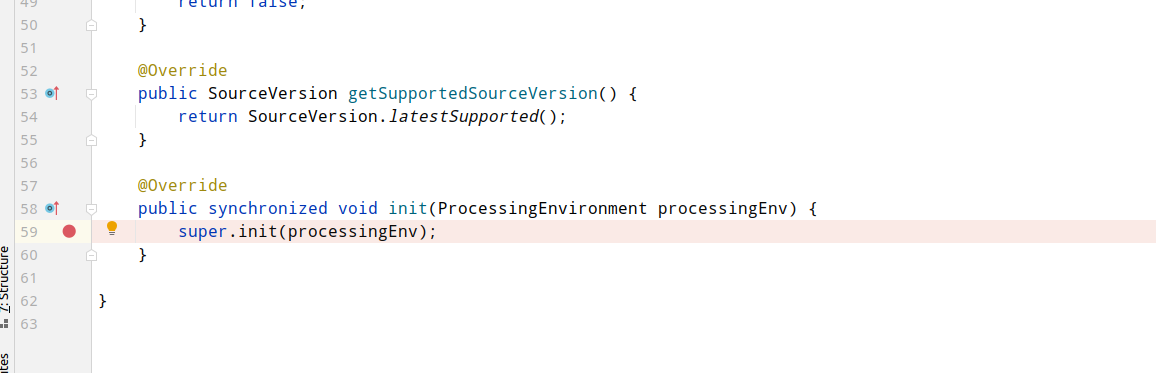 49 return false;
50 }
51
52 @Override
53 public SourceVersion getSupportedSourceVersion() {
54 return SourceVersion.latestSupported();
55 }
56
57 @Override
58 public synchronized void init(ProcessingEnvironment processingEnv) {
59 super.init(processingEnv);
60 }
61
62 }
63
7: Structure